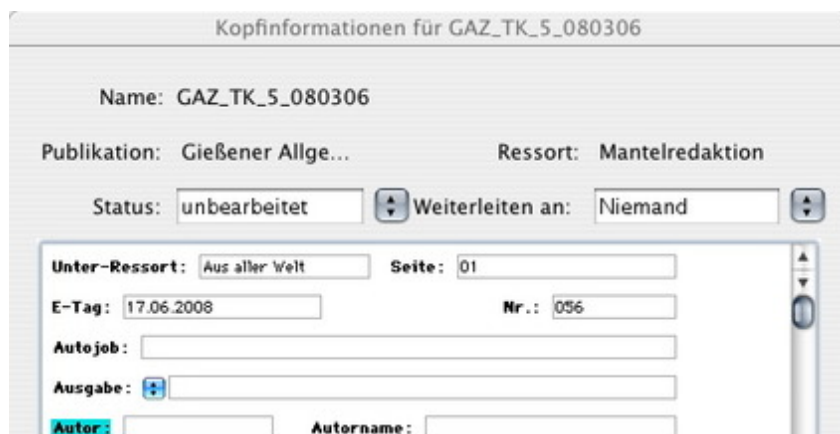 Kopfinformationen für GAZ_TK_5_080306
Name: GAZ_TK_5_080306
Publikation: Gießener Allge... Ressort: Mantelredaktion
Status: unbearbeitet Weiterleiten an: Niemand
Unter-Ressort: Aus aller Welt Seite: 01
E-Tag: 17.06.2008 Nr.: 056
Autojob:
Ausgabe:
Autor: Autorname: